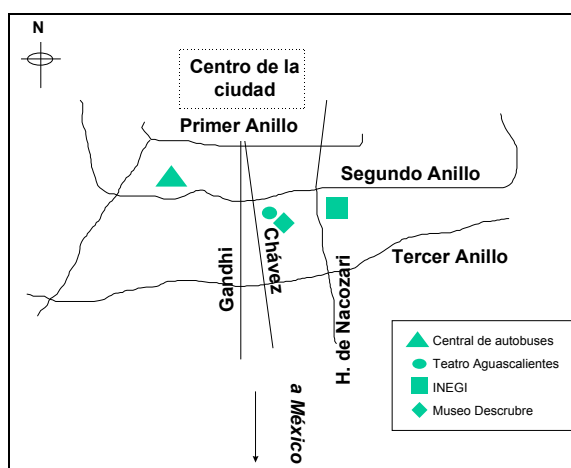 N
Centro de la
ciudad
Primer Anillo
Segundo Anillo
Tercer Anillo
Gandhi
Chávez
H. de Nacozari
a México
Central de autobuses
Teatro Aguascalientes
INEGI
Museo Descrubre